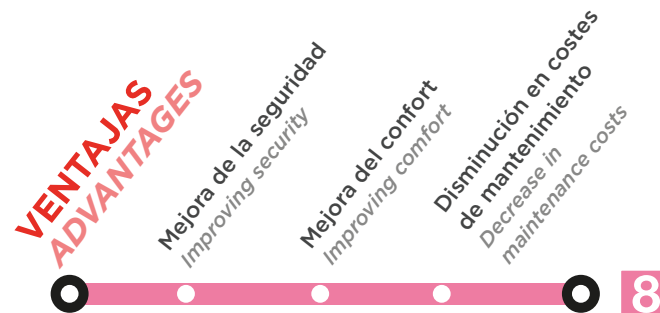 VENTAJAS
ADVANTAGES
Mejora de la seguridad
Improving security
Mejora del confort
Improving comfort
Disminución en costes
de mantenimiento
Decrease in
maintenance costs
8